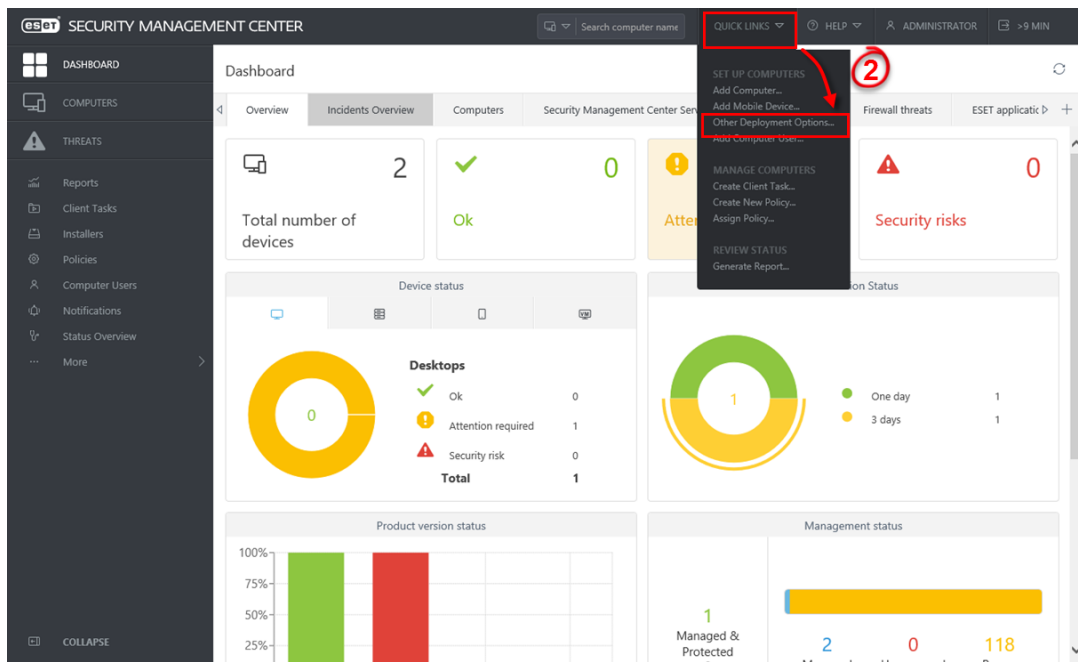 eset SECURITY MANAGEMENT CENTER
Search computer name
QUICK LINKS
HELP
ADMINISTRATOR
>9 MIN
DASHBOARD
COMPUTERS
THREATS
Reports
Client Tasks
Installers
Policies
Computer Users
Notifications
Status Overview
More
COLLAPSE
Dashboard
2
Overview
Incidents Overview
Computers
Security Management Center Ser
Firewall threats
ESET applicatic
SET UP COMPUTERS
Add Computer...
Add Mobile Device...
Other Deployment Options...
Add Computer User...
MANAGE COMPUTERS
Create Client Task...
Create New Policy...
Assign Policy...
REVIEW STATUS
Generate Report...
2
Total number of
devices
0
Ok
Atte
0
Security risks
Device status
VM
0
Desktops
Ok 0
Attention required 1
Security risk 0
Total 1
on Status
1
One day 1
3 days 1
Product version status
100%
75%
50%
25%
Management status
1
Managed &
Protected
2
0
118